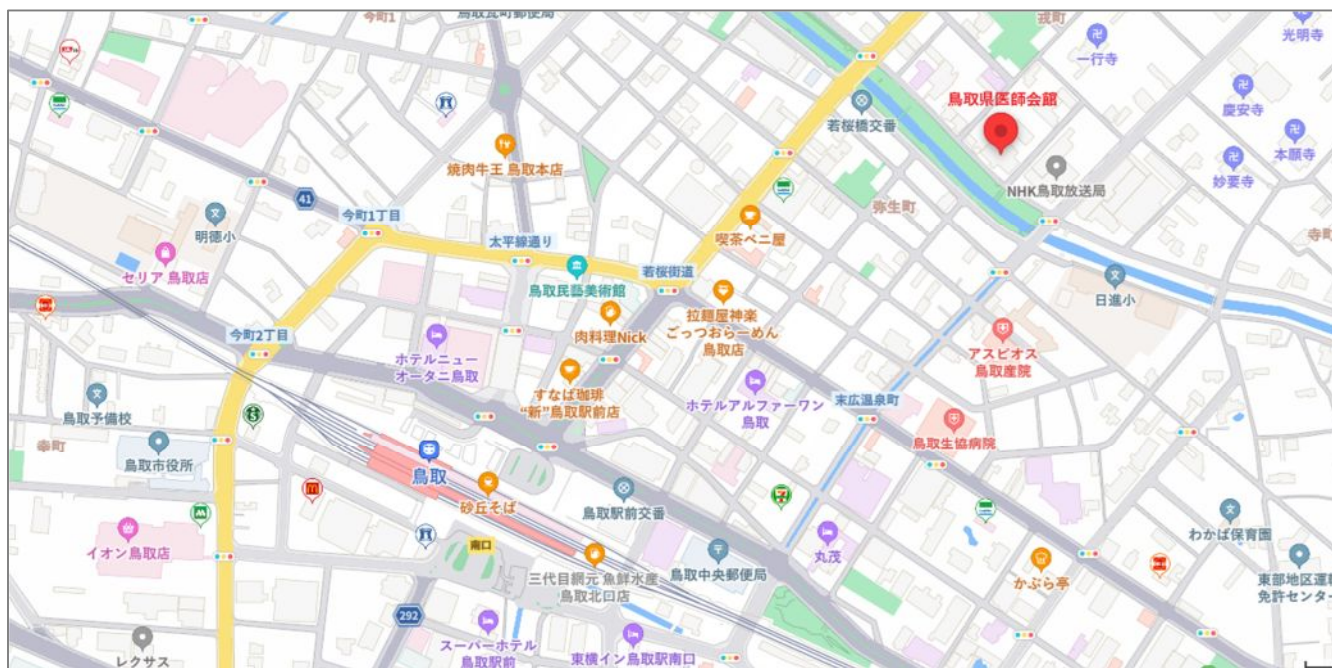 今町1
鳥取瓦町郵便局
戎町
一行寺
光明寺
鳥取県医師会館
若桜橋交番
慶安寺
本願寺
妙要寺
NHK鳥取放送局
焼肉牛王 鳥取本店
41
今町1丁目
弥生町
明徳小
喫茶ベニ屋
寺町
太平線通り
セリア 鳥取店
若桜街道
鳥取民藝美術館
日進小
拉麺屋神楽
ごっつおらーめん
鳥取店
肉料理Nick
今町2丁目
ホテルニュー
オータニ鳥取
アスピオス
鳥取産院
すなば珈琲
“新”鳥取駅前店
ホテルアルファーワン
鳥取
末広温泉町
鳥取予備校
鳥取生協病院
幸町
鳥取市役所
鳥取
砂丘そば
鳥取駅前交番
7
わかば保育園
イオン鳥取店
南口
丸茂
三代目網元 魚鮮水産
鳥取北口店
鳥取中央郵便局
かぶら亭
東部地区運転
免許センター
292
スーパーホテル
鳥取駅前
東横イン鳥取駅南口
レクサス